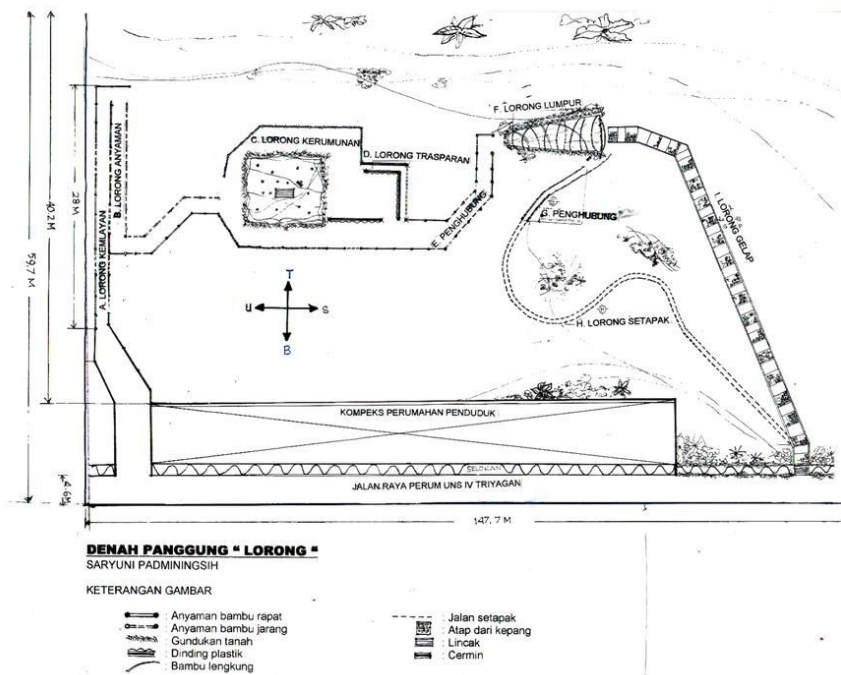 F. LORONG LUMPUR
C. LORONG KERUMUNAN
D. LORONG TRASPARAN
B. LORONG ANYAMAN
A. LORONG KEMLAYAN
E. PENGHUBUNG
G. PENGHUBUNG
I. LORONG GELAP
H. LORONG SETAPAK
28 M
40.2 M
59,7 M
T
U S
B
KOMPEKS PERUMAHAN PENDUDUK
SELOKAN
JALAN RAYA PERUM UNS IV TRIYAGAN
4.6M
147.7 M
DENAH PANGGUNG " LORONG "
SARYUNI PADMININGSIH
KETERANGAN GAMBAR
: Anyaman bambu rapat
: Anyaman bambu jarang
: Gundukan tanah
: Dinding plastik
: Bambu lengkung
: Jalan setapak
: Atap dari kepang
: Lincak
: Cermin